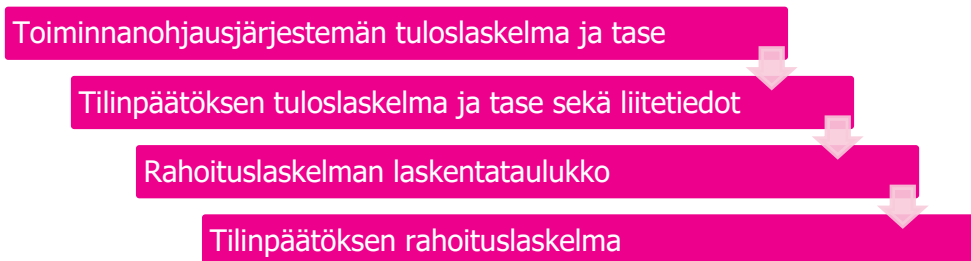 Toiminnanohjausjärjestemän tuloslaskelma ja tase
Tilinpäätöksen tuloslaskelma ja tase sekä liitetiedot
Rahoituslaskelman laskentataulukko
Tilinpäätöksen rahoituslaskelma